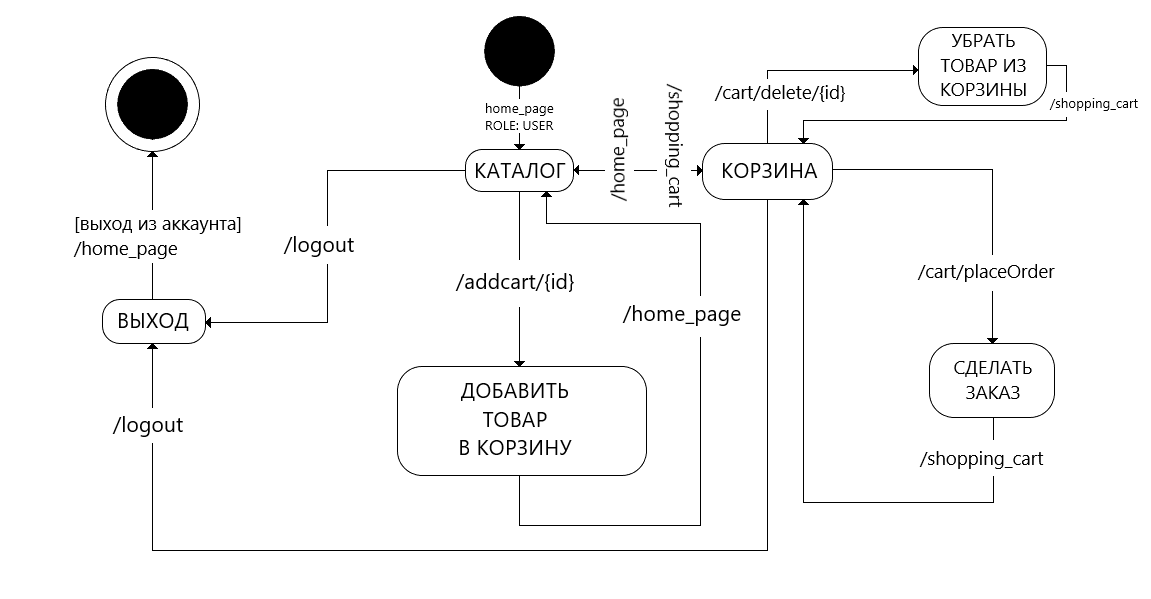 УБРАТЬ
ТОВАР ИЗ
КОРЗИНЫ
/shopping_cart
/cart/delete/{id}
home_page
ROLE: USER
/home_page
/shopping_cart
КАТАЛОГ
КОРЗИНА
[выход из аккаунта]
/home_page
/logout
/addcart/{id}
/cart/placeOrder
/home_page
ВЫХОД
СДЕЛАТЬ
ЗАКАЗ
ДОБАВИТЬ
ТОВАР
В КОРЗИНУ
/logout
/shopping_cart